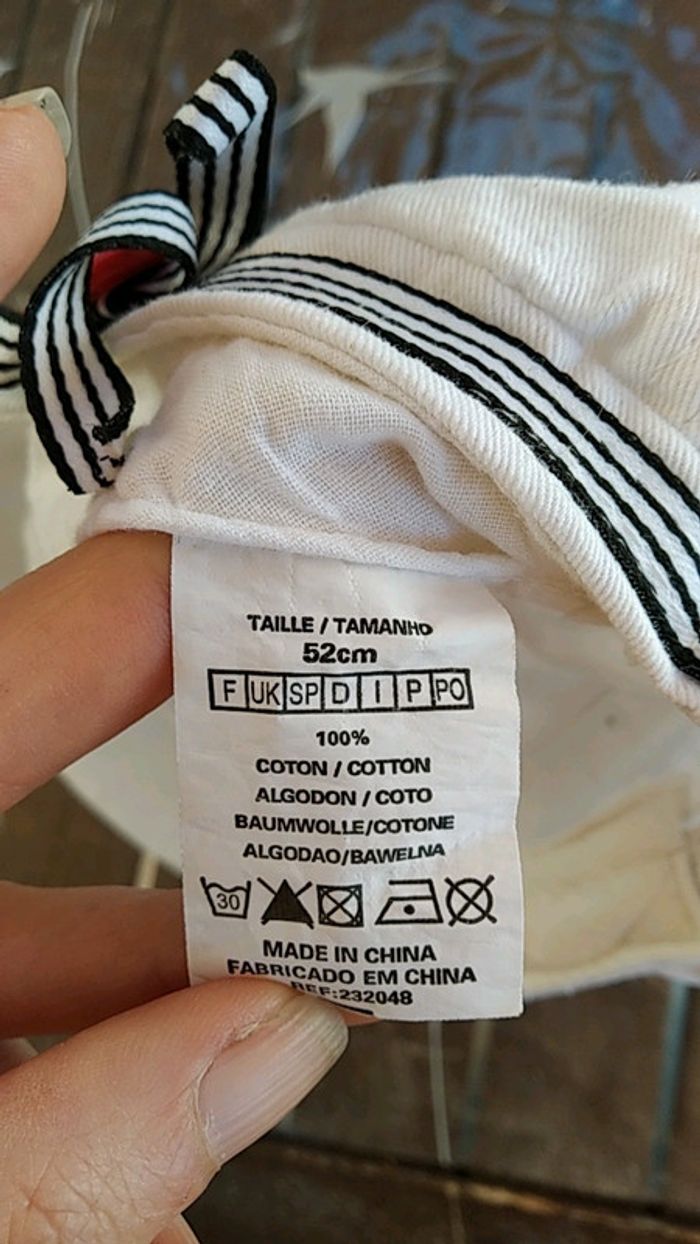 TAILLE / TAMANHO
52cm
F UK SP D I P PO
100%
COTON / COTTON
ALGODON / COTO
BAUMWOLLE/COTONE
ALGODAO/BAWELNA
30
MADE IN CHINA
FABRICADO EM CHINA
REF:232048